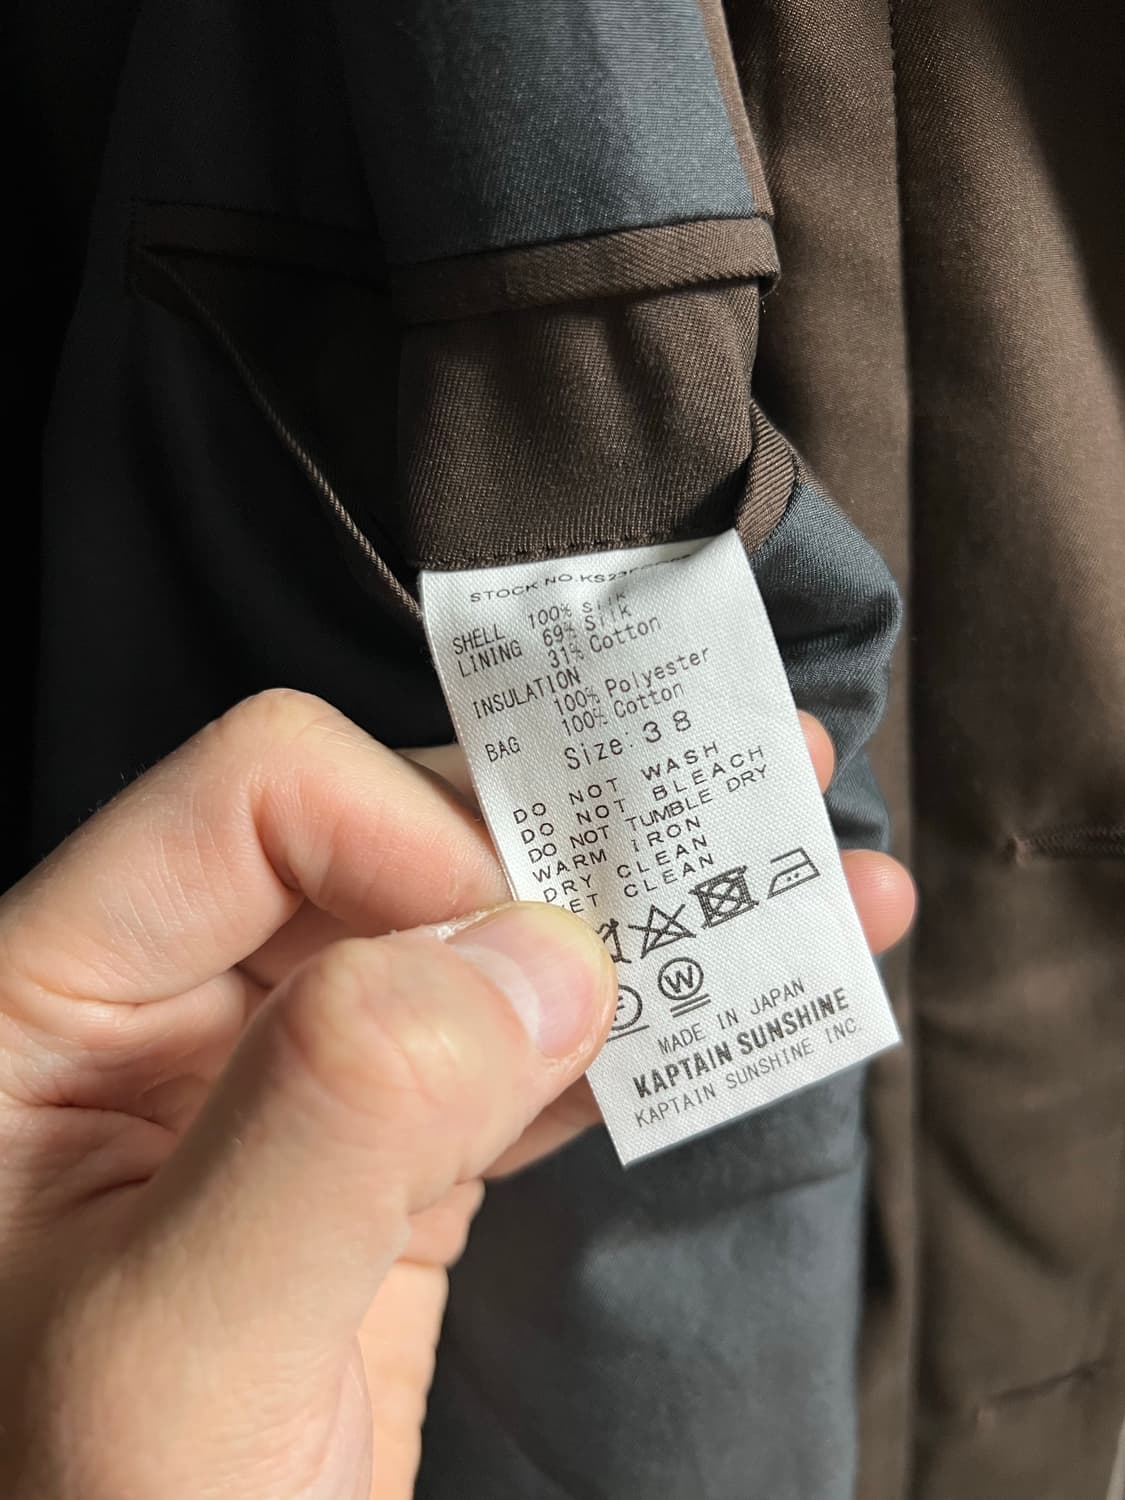 STOCK NO. KS23
SHELL 100% Silk
LINING 69% Silk
31% Cotton
INSULATION
100% Polyester
BAG 100% Cotton
Size: 38
DO NOT WASH
DO NOT BLEACH
DO NOT TUMBLE DRY
WARM IRON
DRY CLEAN
ET CLEAN
F W
MADE IN JAPAN
KAPTAIN SUNSHINE
KAPTAIN SUNSHINE INC.